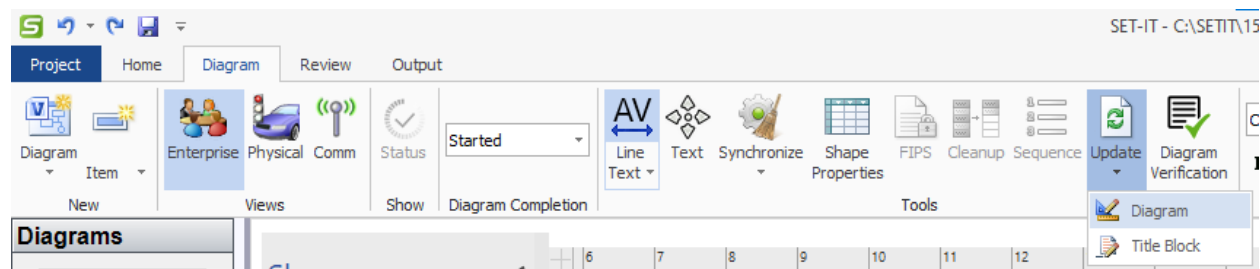 SET-IT - C:\SETIT\15
Project Home Diagram Review Output
Diagram Item
New
Enterprise Physical Comm
Views
Status
Show
Started
Diagram Completion
AV
Line
Text
Text
Synchronize
Shape
Properties
FIPS
Cleanup
Sequence
Update
Diagram
Verification
Tools
Diagram
Title Block
Diagrams
6 7 8 9 10 11 12